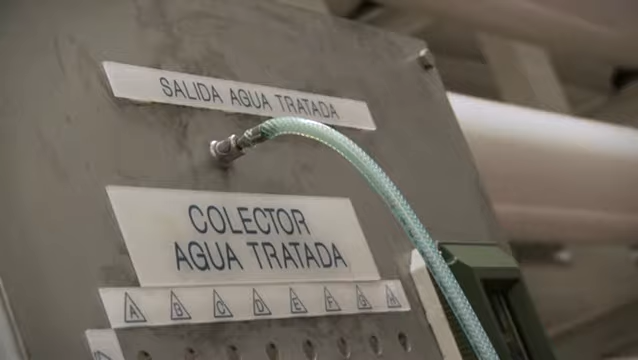 SALIDA AGUA TRATADA
COLECTOR
AGUA TRATADA
A B C D E F G H